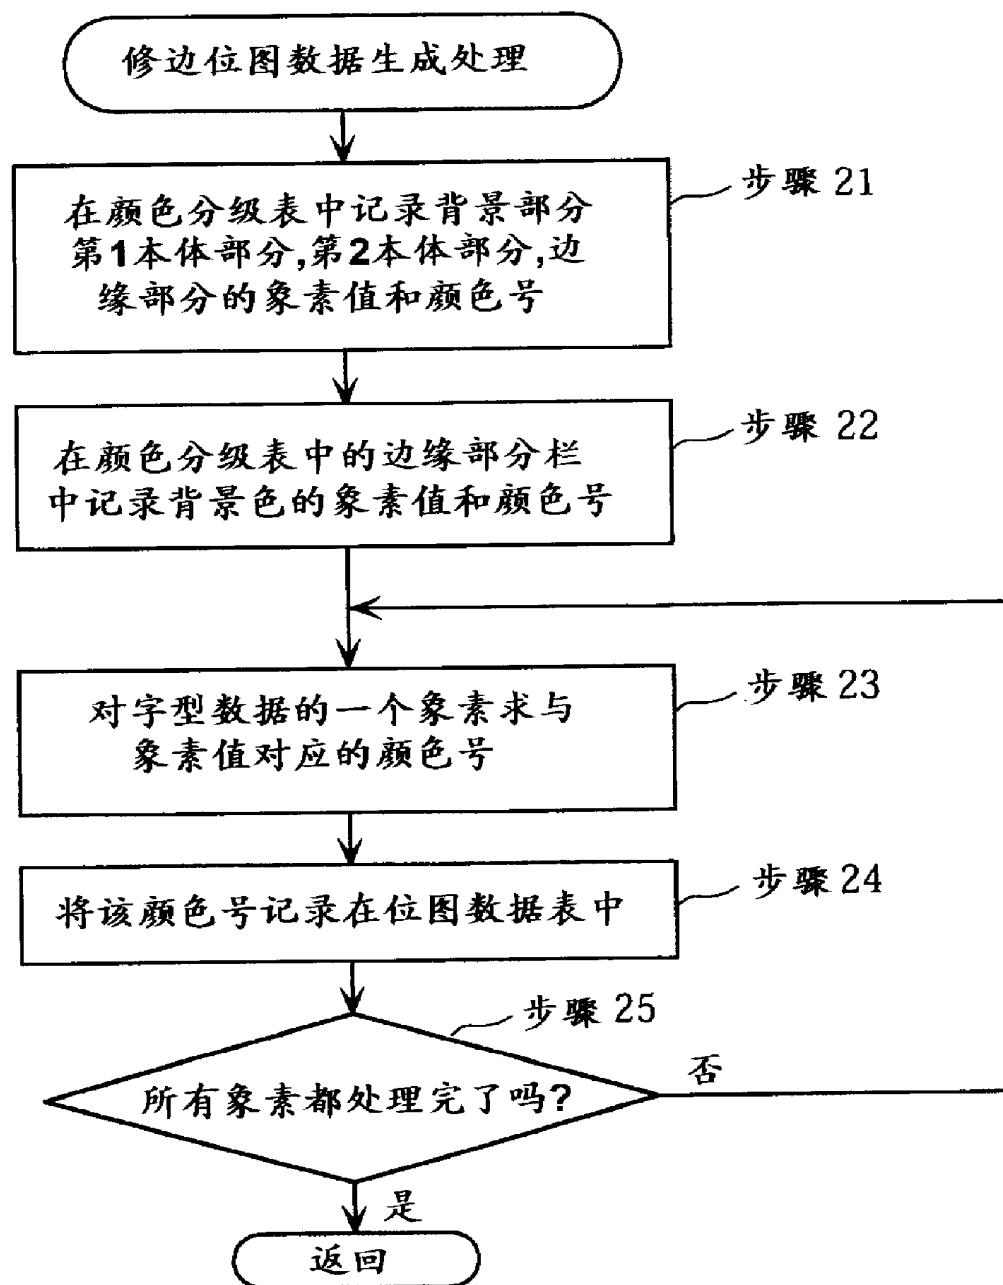 修边位图数据生成处理
步骤 21
在颜色分级表中记录背景部分
第1本体部分,第2本体部分,边
缘部分的象素值和颜色号
步骤 22
在颜色分级表中的边缘部分栏
中记录背景色的象素值和颜色号
步骤 23
对字型数据的一个象素求与
象素值对应的颜色号
步骤 24
将该颜色号记录在位图数据表中
步骤 25
所有象素都处理完了吗?
否
是
返回